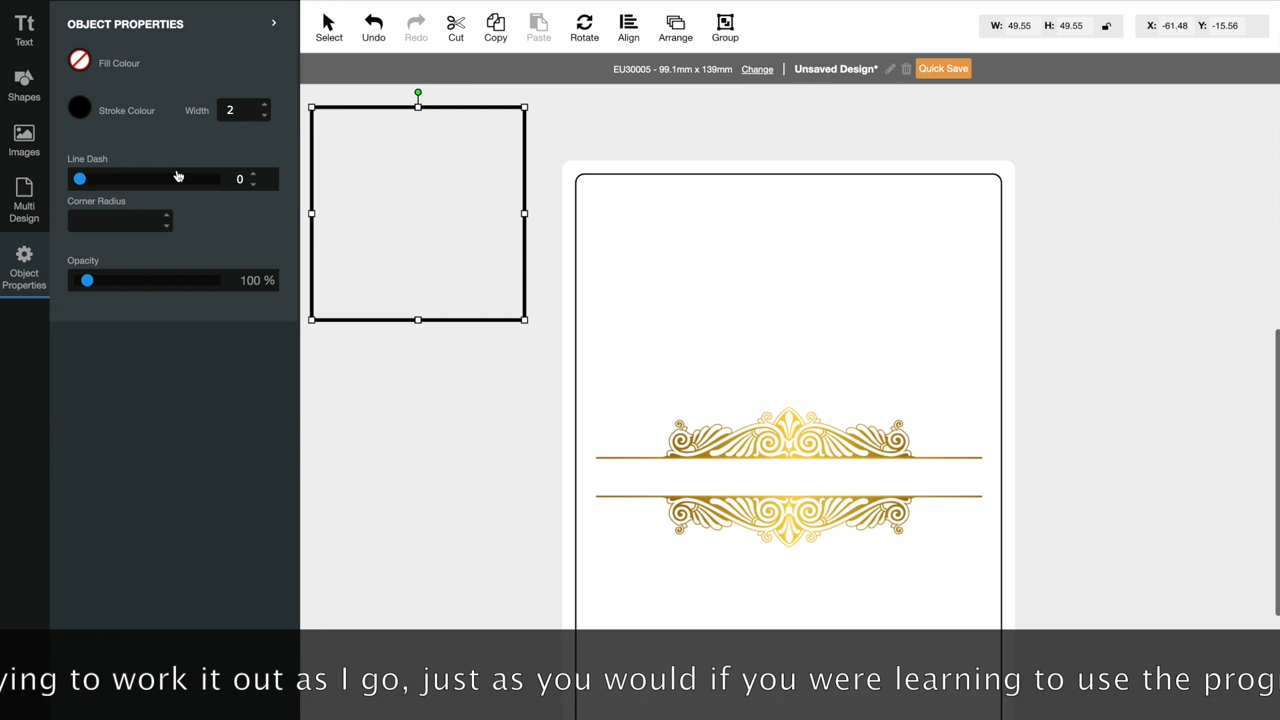 Text
Shapes
Images
Multi
Design
Object
Properties
OBJECT PROPERTIES
Fill Colour
Stroke Colour
Width
2
Line Dash
0
Corner Radius
Opacity
100 %
Select
Undo
Redo
Cut
Copy
Paste
Rotate
Align
Arrange
Group
W: 49.55
H: 49.55
X: -61.48
Y: -15.56
EU30005 - 99.1mm x 139mm
Change
Unsaved Design*
Quick Save
ying to work it out as I go, just as you would if you were learning to use the prog